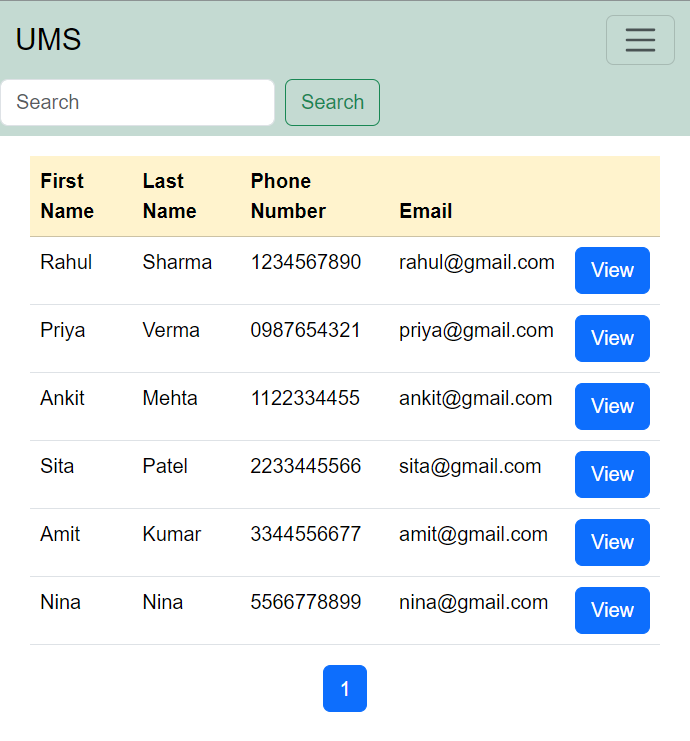 UMS
Search Search
First Name Last Name Phone Number Email
Rahul Sharma 1234567890 rahul@gmail.com View
Priya Verma 0987654321 priya@gmail.com View
Ankit Mehta 1122334455 ankit@gmail.com View
Sita Patel 2233445566 sita@gmail.com View
Amit Kumar 3344556677 amit@gmail.com View
Nina Nina 5566778899 nina@gmail.com View
1